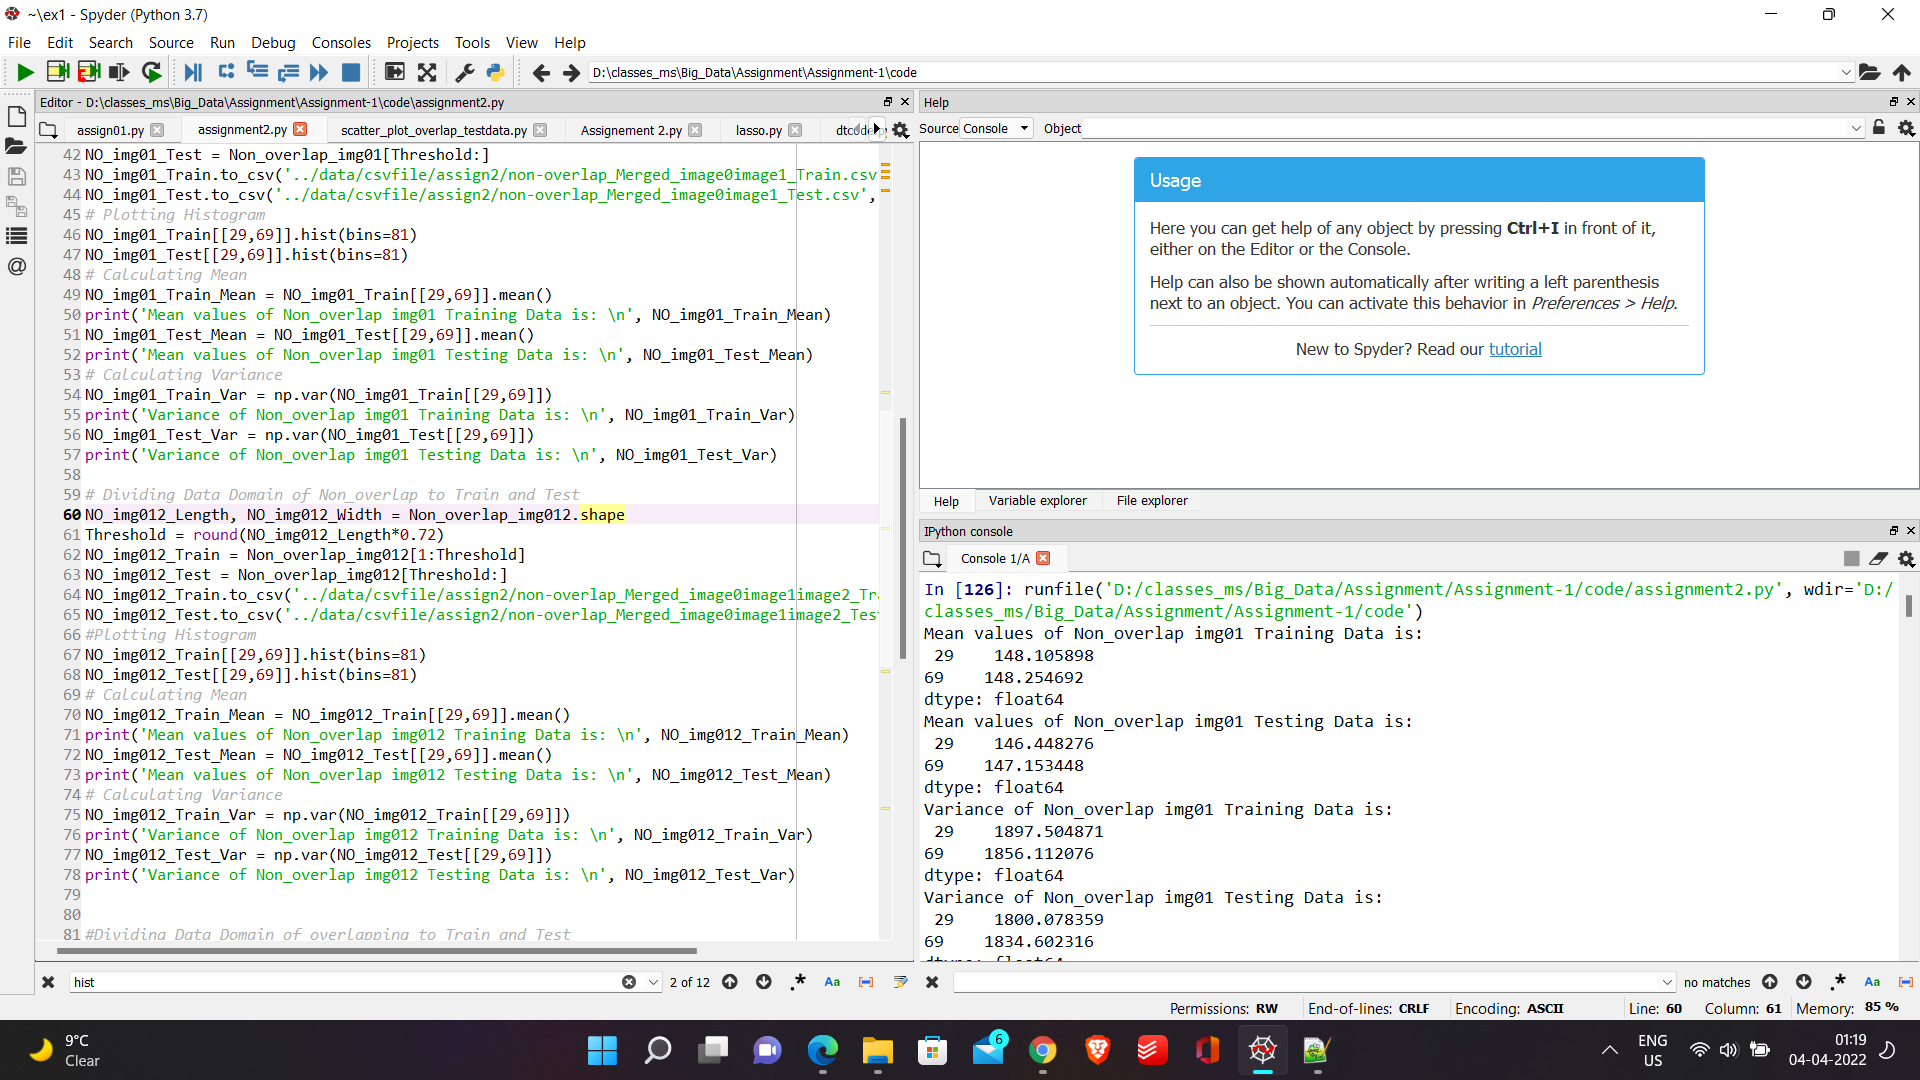 ~\ex1 - Spyder (Python 3.7)
File Edit Search Source Run Debug Consoles Projects Tools View Help
D:\classes_ms\Big_Data\Assignment\Assignment-1\code
Editor - D:\classes_ms\Big_Data\Assignment\Assignment-1\code\assignment2.py
assign01.py assignment2.py scatter_plot_overlap_testdata.py Assignement 2.py lasso.py
42 NO_img01_Test = Non_overlap_img01[Threshold:]
43 NO_img01_Train.to_csv('../data/csvfile/assign2/non-overlap_Merged_image0image1_Train.csv
44 NO_img01_Test.to_csv('../data/csvfile/assign2/non-overlap_Merged_image0image1_Test.csv',
45 # Plotting Histogram
46 NO_img01_Train[[29,69]].hist(bins=81)
47 NO_img01_Test[[29,69]].hist(bins=81)
48 # Calculating Mean
49 NO_img01_Train_Mean = NO_img01_Train[[29,69]].mean()
50 print('Mean values of Non_overlap img01 Training Data is: \n', NO_img01_Train_Mean)
51 NO_img01_Test_Mean = NO_img01_Test[[29,69]].mean()
52 print('Mean values of Non_overlap img01 Testing Data is: \n', NO_img01_Test_Mean)
53 # Calculating Variance
54 NO_img01_Train_Var = np.var(NO_img01_Train[[29,69]])
55 print('Variance of Non_overlap img01 Training Data is: \n', NO_img01_Train_Var)
56 NO_img01_Test_Var = np.var(NO_img01_Test[[29,69]])
57 print('Variance of Non_overlap img01 Testing Data is: \n', NO_img01_Test_Var)
58
59 # Dividing Data Domain of Non_overlap to Train and Test
60 NO_img012_Length, NO_img012_Width = Non_overlap_img012.shape
61 Threshold = round(NO_img012_Length*0.72)
62 NO_img012_Train = Non_overlap_img012[1:Threshold]
63 NO_img012_Test = Non_overlap_img012[Threshold:]
64 NO_img012_Train.to_csv('../data/csvfile/assign2/non-overlap_Merged_image0image1image2_Tra
65 NO_img012_Test.to_csv('../data/csvfile/assign2/non-overlap_Merged_image0image1image2_Test
66 #Plotting Histogram
67 NO_img012_Train[[29,69]].hist(bins=81)
68 NO_img012_Test[[29,69]].hist(bins=81)
69 # Calculating Mean
70 NO_img012_Train_Mean = NO_img012_Train[[29,69]].mean()
71 print('Mean values of Non_overlap img012 Training Data is: \n', NO_img012_Train_Mean)
72 NO_img012_Test_Mean = NO_img012_Test[[29,69]].mean()
73 print('Mean values of Non_overlap img012 Testing Data is: \n', NO_img012_Test_Mean)
74 # Calculating Variance
75 NO_img012_Train_Var = np.var(NO_img012_Train[[29,69]])
76 print('Variance of Non_overlap img012 Training Data is: \n', NO_img012_Train_Var)
77 NO_img012_Test_Var = np.var(NO_img012_Test[[29,69]])
78 print('Variance of Non_overlap img012 Testing Data is: \n', NO_img012_Test_Var)
79
80
81 #Dividing Data Domain of overlapping to Train and Test
hist
2 of 12
.*
Aa
Help
Source Console Object
Usage
Here you can get help of any object by pressing Ctrl+I in front of it,
either on the Editor or the Console.
Help can also be shown automatically after writing a left parenthesis
next to an object. You can activate this behavior in Preferences > Help.
New to Spyder? Read our tutorial
Help Variable explorer File explorer
IPython console
Console 1/A
In [126]: runfile('D:/classes_ms/Big_Data/Assignment/Assignment-1/code/assignment2.py', wdir='D:/
classes_ms/Big_Data/Assignment/Assignment-1/code')
Mean values of Non_overlap img01 Training Data is:
29 148.105898
69 148.254692
dtype: float64
Mean values of Non_overlap img01 Testing Data is:
29 146.448276
69 147.153448
dtype: float64
Variance of Non_overlap img01 Training Data is:
29 1897.504871
69 1856.112076
dtype: float64
Variance of Non_overlap img01 Testing Data is:
29 1800.078359
69 1834.602316
dtype: float64
no matches
.*
Aa
Permissions: RW End-of-lines: CRLF Encoding: ASCII Line: 60 Column: 61 Memory: 85 %
9°C
Clear
6
ENG
US
01:19
04-04-2022